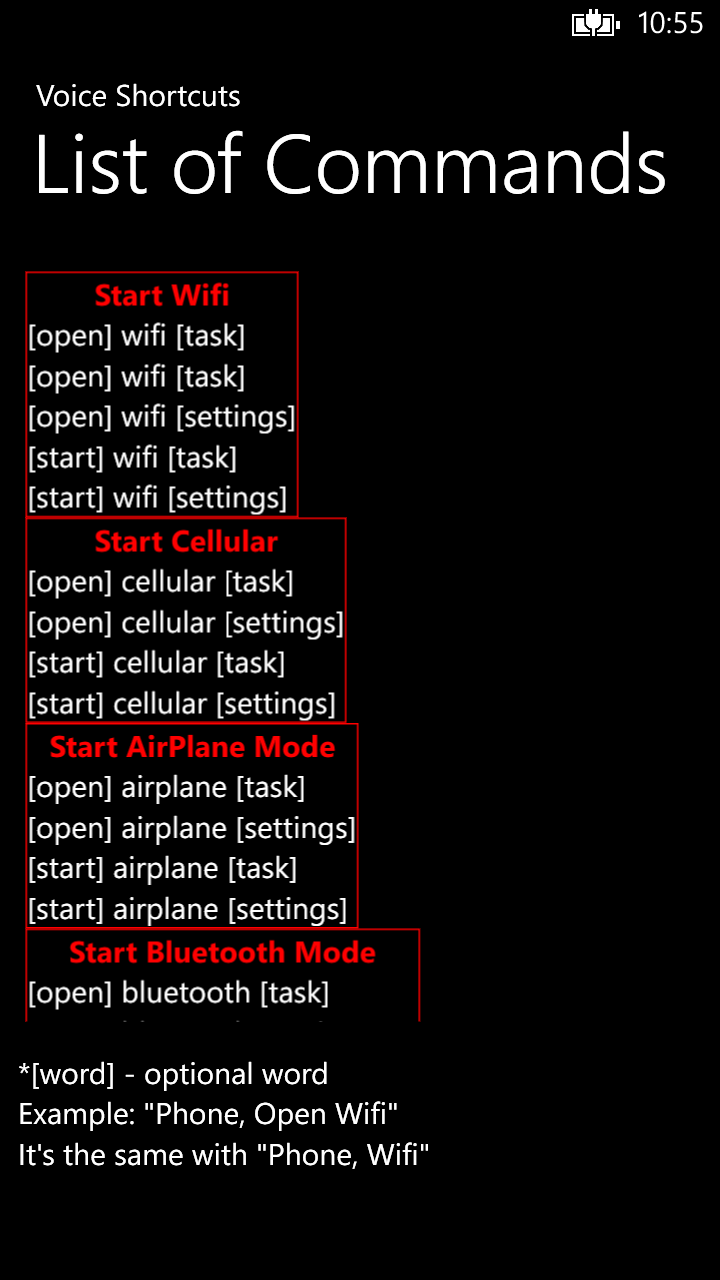 10:55
Voice Shortcuts
List of Commands
Start Wifi
[open] wifi [task]
[open] wifi [task]
[open] wifi [settings]
[start] wifi [task]
[start] wifi [settings]
Start Cellular
[open] cellular [task]
[open] cellular [settings]
[start] cellular [task]
[start] cellular [settings]
Start AirPlane Mode
[open] airplane [task]
[open] airplane [settings]
[start] airplane [task]
[start] airplane [settings]
Start Bluetooth Mode
[open] bluetooth [task]
*[word] - optional word
Example: "Phone, Open Wifi"
It's the same with "Phone, Wifi"